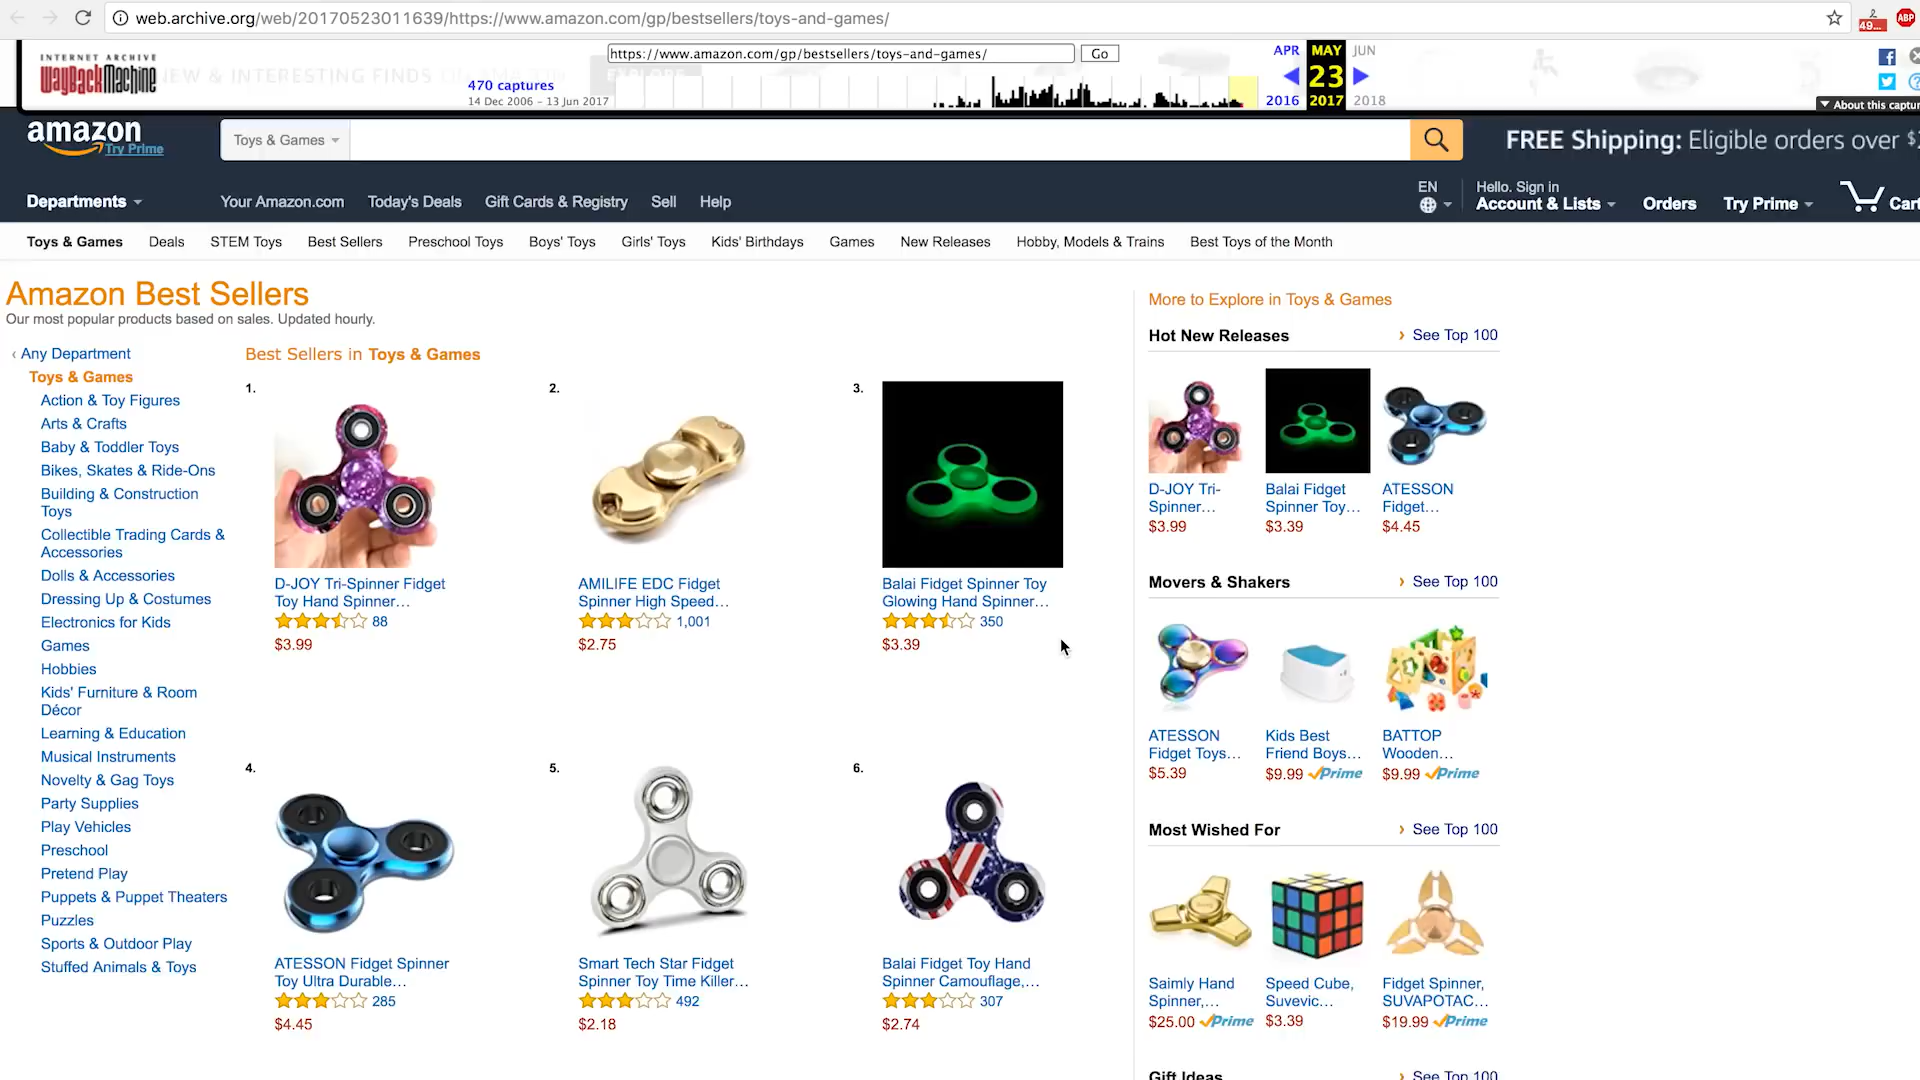 web.archive.org/web/20170523011639/https://www.amazon.com/gp/bestsellers/toys-and-games/
49...
ABP
INTERNET ARCHIVE
WayBackMachine
NEW & INTERESTING FINDS ON AMAZON
EXPLORE
https://www.amazon.com/gp/bestsellers/toys-and-games/
Go
470 captures
14 Dec 2006 – 13 Jun 2017
APR MAY JUN
23
2016 2017 2018
About this captur
amazon
Try Prime
Toys & Games
FREE Shipping: Eligible orders over $
Departments
Your Amazon.com Today's Deals Gift Cards & Registry Sell Help
EN
Hello. Sign in
Account & Lists
Orders
Try Prime
Cart
Toys & Games Deals STEM Toys Best Sellers Preschool Toys Boys' Toys Girls' Toys Kids' Birthdays Games New Releases Hobby, Models & Trains Best Toys of the Month
Amazon Best Sellers
Our most popular products based on sales. Updated hourly.
‹ Any Department
Toys & Games
Action & Toy Figures
Arts & Crafts
Baby & Toddler Toys
Bikes, Skates & Ride-Ons
Building & Construction
Toys
Collectible Trading Cards &
Accessories
Dolls & Accessories
Dressing Up & Costumes
Electronics for Kids
Games
Hobbies
Kids' Furniture & Room
Décor
Learning & Education
Musical Instruments
Novelty & Gag Toys
Party Supplies
Play Vehicles
Preschool
Pretend Play
Puppets & Puppet Theaters
Puzzles
Sports & Outdoor Play
Stuffed Animals & Toys
Best Sellers in Toys & Games
1.
D-JOY Tri-Spinner Fidget
Toy Hand Spinner…
88
$3.99
2.
AMILIFE EDC Fidget
Spinner High Speed…
1,001
$2.75
3.
Balai Fidget Spinner Toy
Glowing Hand Spinner…
350
$3.39
4.
ATESSON Fidget Spinner
Toy Ultra Durable…
285
$4.45
5.
Smart Tech Star Fidget
Spinner Toy Time Killer…
492
$2.18
6.
Balai Fidget Toy Hand
Spinner Camouflage,…
307
$2.74
More to Explore in Toys & Games
Hot New Releases › See Top 100
D-JOY Tri-
Spinner…
$3.99
Balai Fidget
Spinner Toy…
$3.39
ATESSON
Fidget…
$4.45
Movers & Shakers › See Top 100
ATESSON
Fidget Toys…
$5.39
Kids Best
Friend Boys…
$9.99 Prime
BATTOP
Wooden…
$9.99 Prime
Most Wished For › See Top 100
Saimly Hand
Spinner,…
$25.00 Prime
Speed Cube,
Suvevic…
$3.39
Fidget Spinner,
SUVAPOTAC…
$19.99 Prime
Gift Ideas › See Top 100